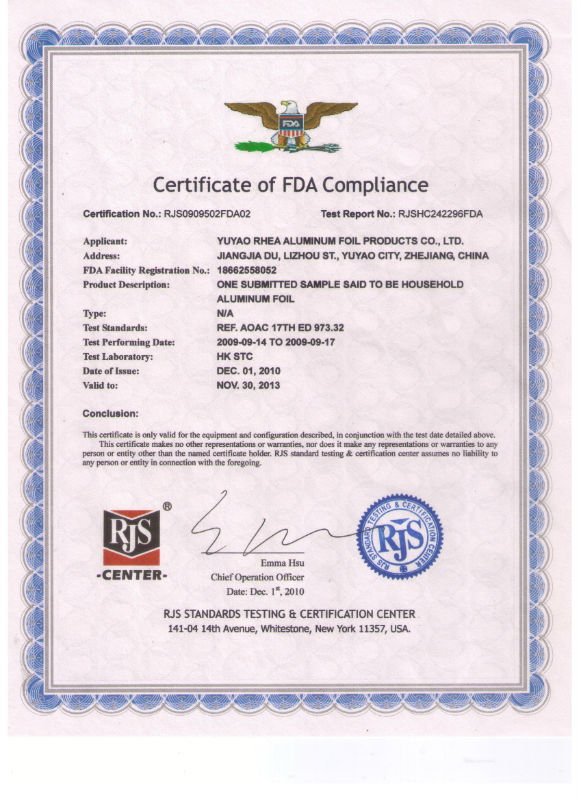 FDA
Certificate of FDA Compliance
Certification No.: RJS0909502FDA02 Test Report No.: RJSHC242296FDA
Applicant: YUYAO RHEA ALUMINUM FOIL PRODUCTS CO., LTD.
Address: JIANGJIA DU, LIZHOU ST., YUYAO CITY, ZHEJIANG, CHINA
FDA Facility Registration No.: 18662558052
Product Description: ONE SUBMITTED SAMPLE SAID TO BE HOUSEHOLD
ALUMINUM FOIL
Type: N/A
Test Standards: REF. AOAC 17TH ED 973.32
Test Performing Date: 2009-09-14 TO 2009-09-17
Test Laboratory: HK STC
Date of Issue: DEC. 01, 2010
Valid to: NOV. 30, 2013
Conclusion:
This certificate is only valid for the equipment and configuration described, in conjunction with the test date detailed above.
This certificate makes no other representations or warranties, nor does it make any representations or warranties to any
person or entity other than the named certificate holder. RJS standard testing & certification center assumes no liability to
any person or entity in connection with the foregoing.
RJS ®
-CENTER-
Emma Hsu
Chief Operation Officer
Date: Dec. 1st, 2010
RJS STANDARD TESTING & CERTIFICATION CENTER
RJS
RJS STANDARDS TESTING & CERTIFICATION CENTER
141-04 14th Avenue, Whitestone, New York 11357, USA.